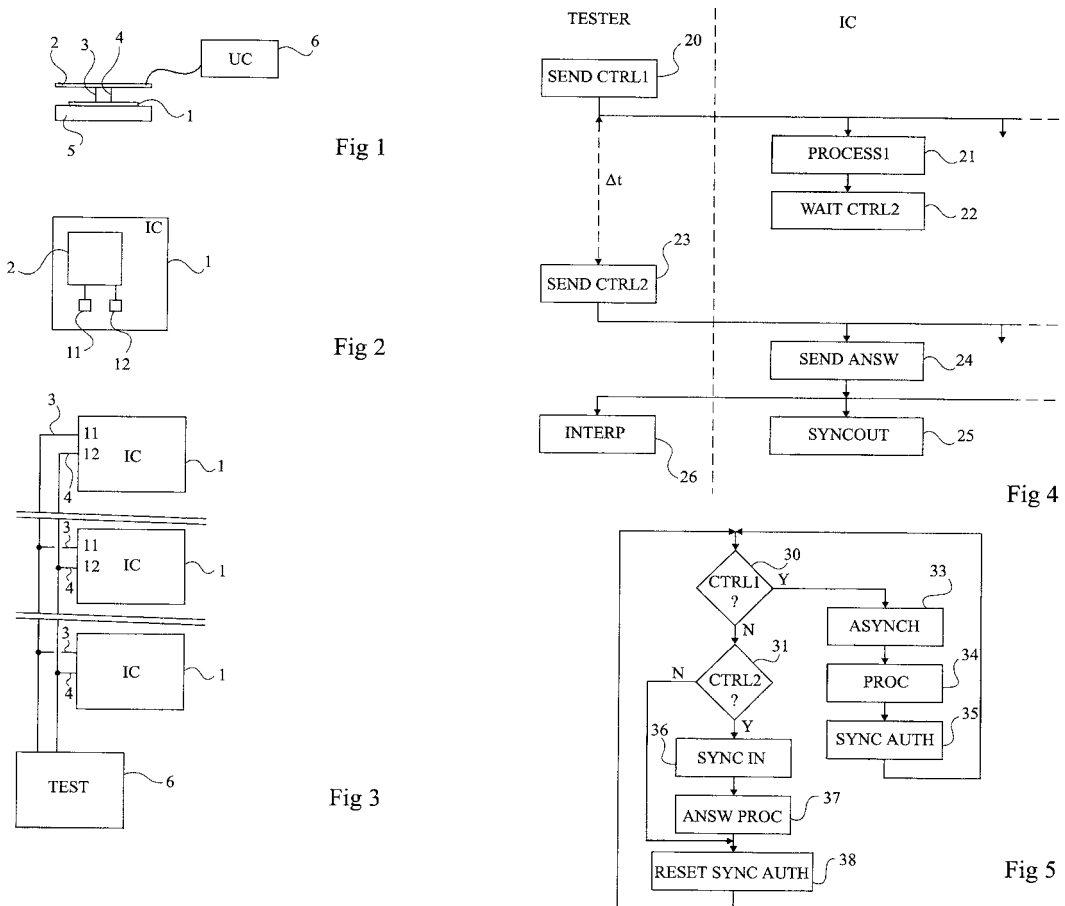 2
3
4
UC
6
1
5
Fig 1
IC
2
1
11
12
Fig 2
3
11
12
IC
4
1
3
11
12
IC
4
1
3
IC
4
1
TEST
6
Fig 3
TESTER
IC
20
SEND CTRL1
PROCESS1
21
Δt
WAIT CTRL2
22
23
SEND CTRL2
SEND ANSW
24
INTERP
SYNCOUT
25
26
Fig 4
30
CTRL1
?
Y
33
N
ASYNCH
31
34
N
CTRL2
?
PROC
35
Y
SYNC AUTH
36
SYNC IN
37
ANSW PROC
RESET SYNC AUTH
38
Fig 5